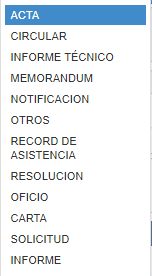 ACTA
CIRCULAR
INFORME TÉCNICO
MEMORANDUM
NOTIFICACION
OTROS
RECORD DE
ASISTENCIA
RESOLUCION
OFICIO
CARTA
SOLICITUD
INFORME